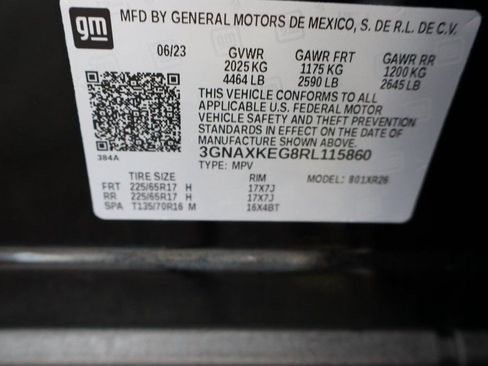 gm
MFD BY GENERAL MOTORS DE MEXICO, S. DE R.L. DE C.V.
06/23 GVWR GAWR FRT GAWR RR
2025 KG 1175 KG 1200 KG
4464 LB 2590 LB 2645 LB
THIS VEHICLE CONFORMS TO ALL
APPLICABLE U.S. FEDERAL MOTOR
VEHICLE SAFETY AND THEFT PREVENTION
STANDARDS IN EFFECT ON THE DATE
OF MANUFACTURE SHOWN ABOVE.
384A
3GNAXKEG8RL115860
TYPE: MPV
TIRE SIZE RIM MODEL: 801XR26
FRT 225/65R17 H 17X7J
RR 225/65R17 H 17X7J
SPA T135/70R16 M 16X4BT